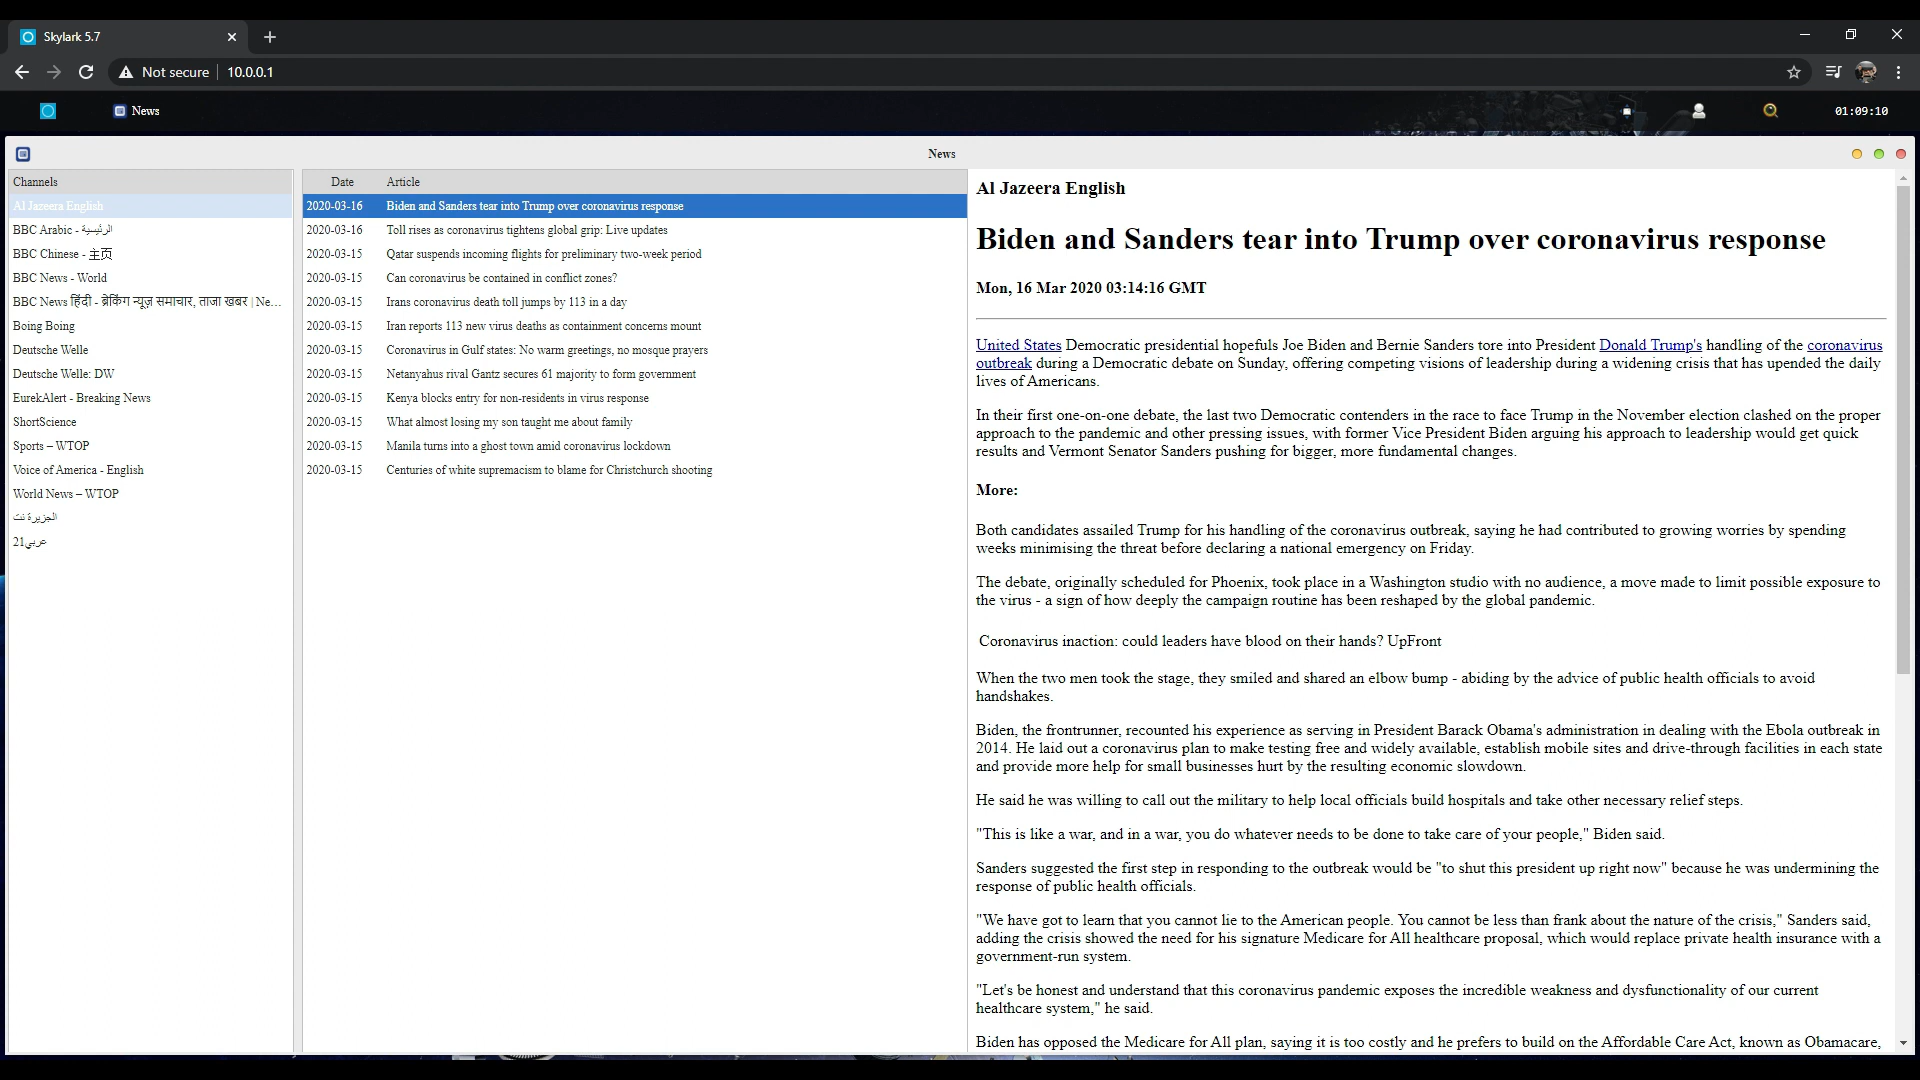 Skylark 5.7
Not secure
10.0.0.1
News
01:09:10
News
Channels
Al Jazeera English
BBC Arabic - الرئيسية
BBC Chinese - 主页
BBC News - World
BBC News हिंदी - ब्रेकिंग न्यूज़ समाचार, ताजा खबर | Ne...
Boing Boing
Deutsche Welle
Deutsche Welle: DW
EurekAlert - Breaking News
ShortScience
Sports – WTOP
Voice of America - English
World News – WTOP
الجزيرة نت
عربي21
Date Article
2020-03-16 Biden and Sanders tear into Trump over coronavirus response
2020-03-16 Toll rises as coronavirus tightens global grip: Live updates
2020-03-15 Qatar suspends incoming flights for preliminary two-week period
2020-03-15 Can coronavirus be contained in conflict zones?
2020-03-15 Irans coronavirus death toll jumps by 113 in a day
2020-03-15 Iran reports 113 new virus deaths as containment concerns mount
2020-03-15 Coronavirus in Gulf states: No warm greetings, no mosque prayers
2020-03-15 Netanyahus rival Gantz secures 61 majority to form government
2020-03-15 Kenya blocks entry for non-residents in virus response
2020-03-15 What almost losing my son taught me about family
2020-03-15 Manila turns into a ghost town amid coronavirus lockdown
2020-03-15 Centuries of white supremacism to blame for Christchurch shooting
Al Jazeera English
Biden and Sanders tear into Trump over coronavirus response
Mon, 16 Mar 2020 03:14:16 GMT
United States Democratic presidential hopefuls Joe Biden and Bernie Sanders tore into President Donald Trump's handling of the coronavirus
outbreak during a Democratic debate on Sunday, offering competing visions of leadership during a widening crisis that has upended the daily
lives of Americans.
In their first one-on-one debate, the last two Democratic contenders in the race to face Trump in the November election clashed on the proper
approach to the pandemic and other pressing issues, with former Vice President Biden arguing his approach to leadership would get quick
results and Vermont Senator Sanders pushing for bigger, more fundamental changes.
More:
Both candidates assailed Trump for his handling of the coronavirus outbreak, saying he had contributed to growing worries by spending
weeks minimising the threat before declaring a national emergency on Friday.
The debate, originally scheduled for Phoenix, took place in a Washington studio with no audience, a move made to limit possible exposure to
the virus - a sign of how deeply the campaign routine has been reshaped by the global pandemic.
Coronavirus inaction: could leaders have blood on their hands? UpFront
When the two men took the stage, they smiled and shared an elbow bump - abiding by the advice of public health officials to avoid
handshakes.
Biden, the frontrunner, recounted his experience as serving in President Barack Obama's administration in dealing with the Ebola outbreak in
2014. He laid out a coronavirus plan to make testing free and widely available, establish mobile sites and drive-through facilities in each state
and provide more help for small businesses hurt by the resulting economic slowdown.
He said he was willing to call out the military to help local officials build hospitals and take other necessary relief steps.
"This is like a war, and in a war, you do whatever needs to be done to take care of your people," Biden said.
Sanders suggested the first step in responding to the outbreak would be "to shut this president up right now" because he was undermining the
response of public health officials.
"We have got to learn that you cannot lie to the American people. You cannot be less than frank about the nature of the crisis," Sanders said,
adding the crisis showed the need for his signature Medicare for All healthcare proposal, which would replace private health insurance with a
government-run system.
"Let's be honest and understand that this coronavirus pandemic exposes the incredible weakness and dysfunctionality of our current
healthcare system," he said.
Biden has opposed the Medicare for All plan, saying it is too costly and he prefers to build on the Affordable Care Act, known as Obamacare,